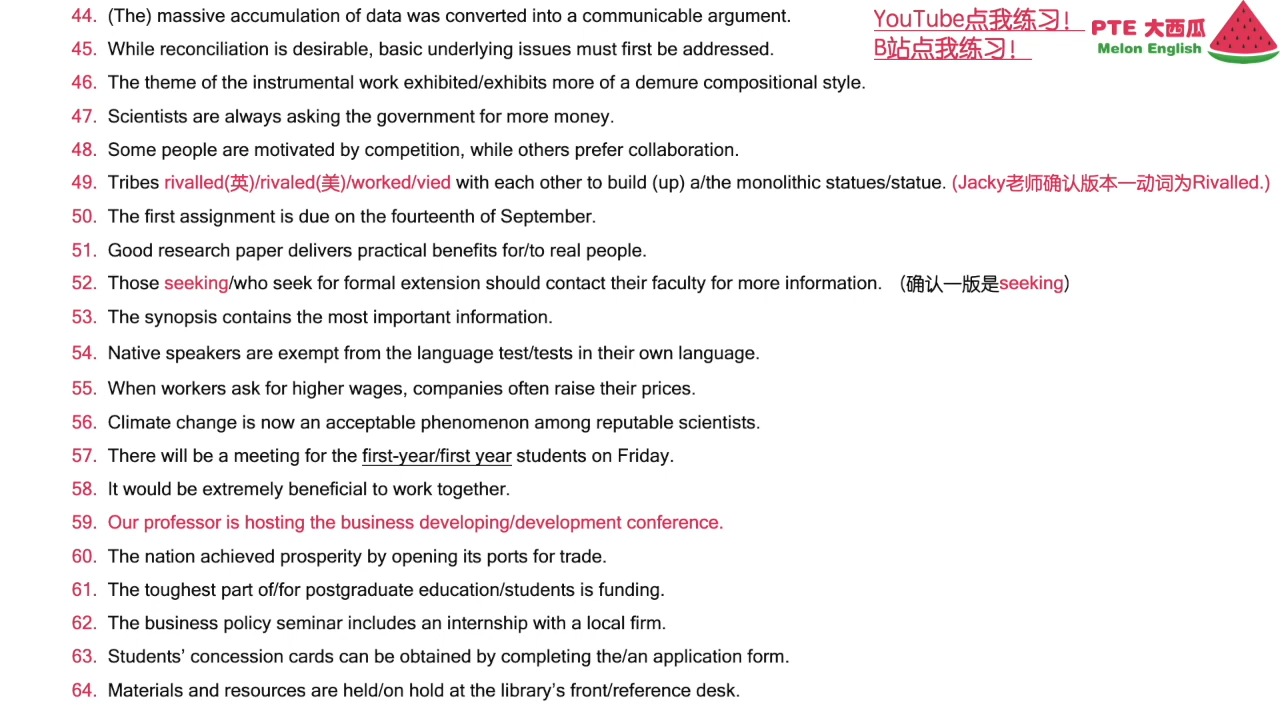 44. (The) massive accumulation of data was converted into a communicable argument.
YouTube点我练习！
PTE 大西瓜
Melon English
45. While reconciliation is desirable, basic underlying issues must first be addressed.
B站点我练习！
46. The theme of the instrumental work exhibited/exhibits more of a demure compositional style.
47. Scientists are always asking the government for more money.
48. Some people are motivated by competition, while others prefer collaboration.
49. Tribes rivalled(英)/rivaled(美)/worked/vied with each other to build (up) a/the monolithic statues/statue. (Jacky老师确认版本一动词为Rivalled.)
50. The first assignment is due on the fourteenth of September.
51. Good research paper delivers practical benefits for/to real people.
52. Those seeking/who seek for formal extension should contact their faculty for more information. （确认一版是seeking）
53. The synopsis contains the most important information.
54. Native speakers are exempt from the language test/tests in their own language.
55. When workers ask for higher wages, companies often raise their prices.
56. Climate change is now an acceptable phenomenon among reputable scientists.
57. There will be a meeting for the first-year/first year students on Friday.
58. It would be extremely beneficial to work together.
59. Our professor is hosting the business developing/development conference.
60. The nation achieved prosperity by opening its ports for trade.
61. The toughest part of/for postgraduate education/students is funding.
62. The business policy seminar includes an internship with a local firm.
63. Students’ concession cards can be obtained by completing the/an application form.
64. Materials and resources are held/on hold at the library’s front/reference desk.